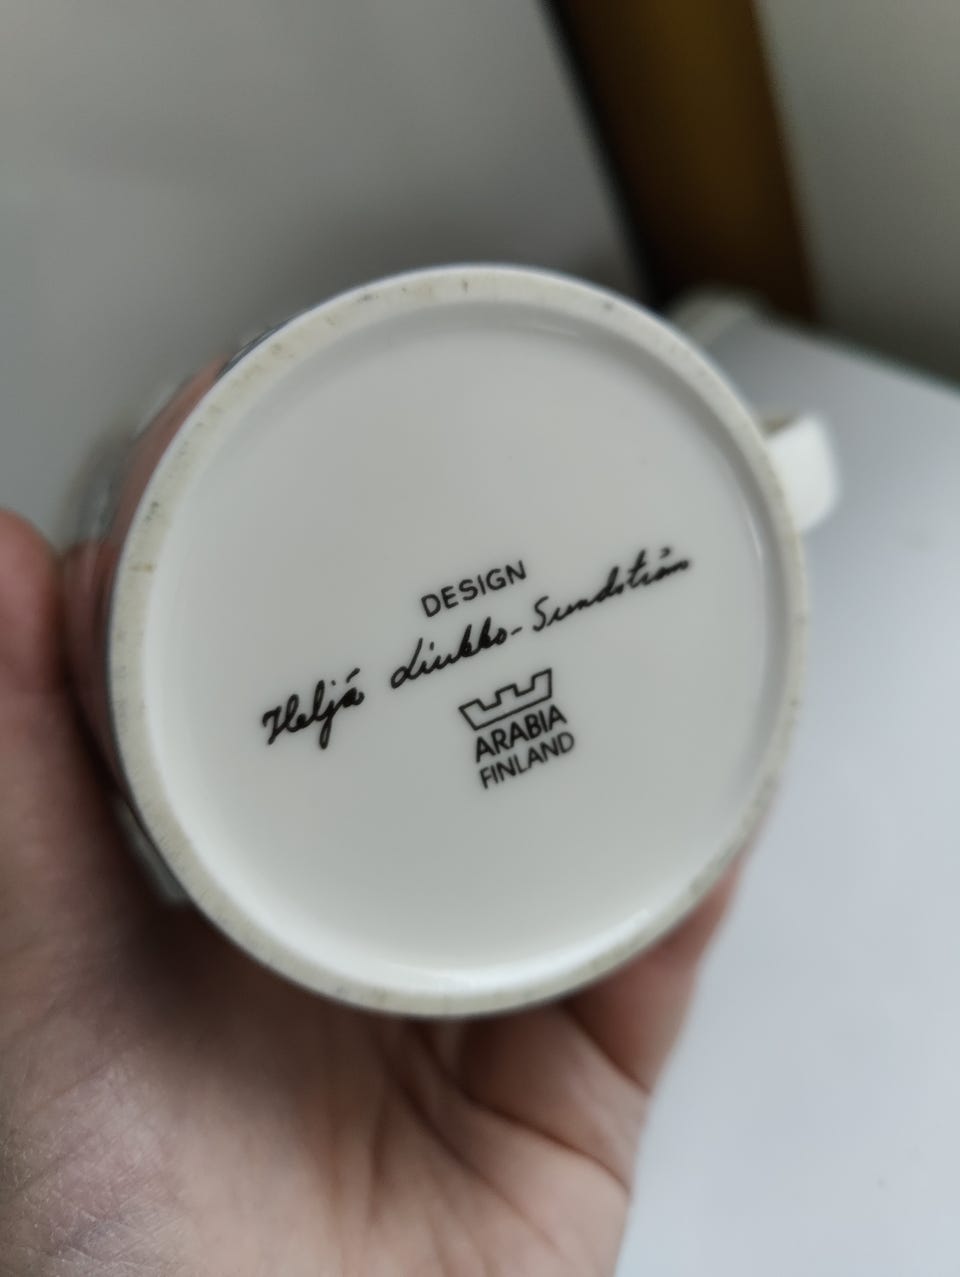 DESIGN
Heljä Liukko-Sundström
ARABIA
FINLAND